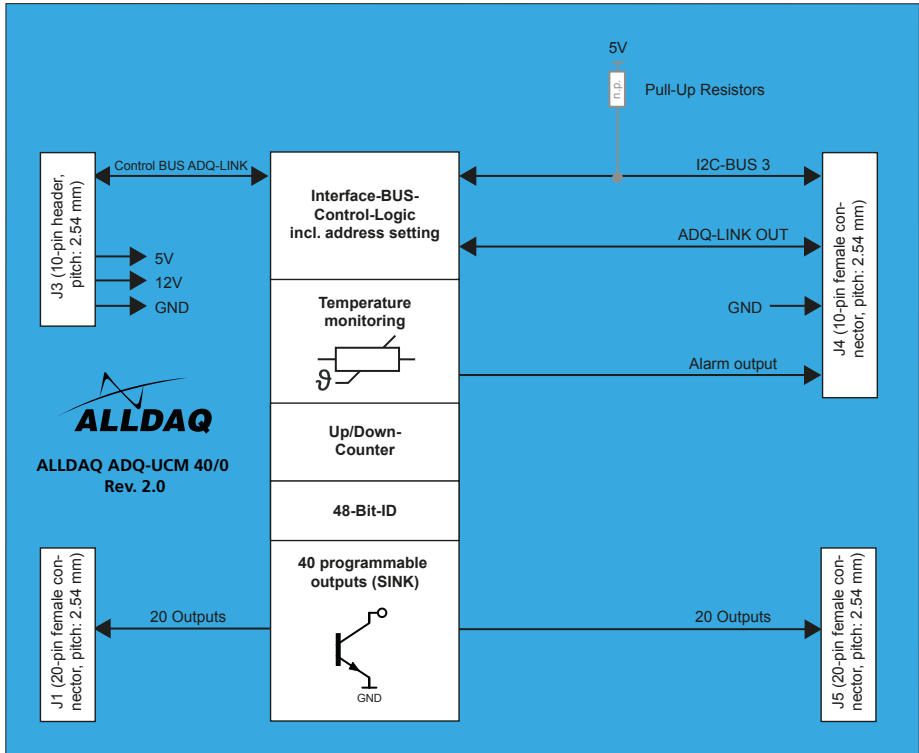 5V
n.p.
Pull-Up Resistors
J3 (10-pin header,
pitch: 2.54 mm)
Control BUS ADQ-LINK
5V
12V
GND
Interface-BUS-
Control-Logic
incl. address setting
I2C-BUS 3
ADQ-LINK OUT
GND
Alarm output
J4 (10-pin female con-
nector, pitch: 2.54 mm)
Temperature
monitoring
ϑ
ALLDAQ
ALLDAQ ADQ-UCM 40/0
Rev. 2.0
Up/Down-
Counter
48-Bit-ID
40 programmable
outputs (SINK)
GND
J1 (20-pin female con-
nector, pitch: 2.54 mm)
20 Outputs
20 Outputs
J5 (20-pin female con-
nector, pitch: 2.54 mm)